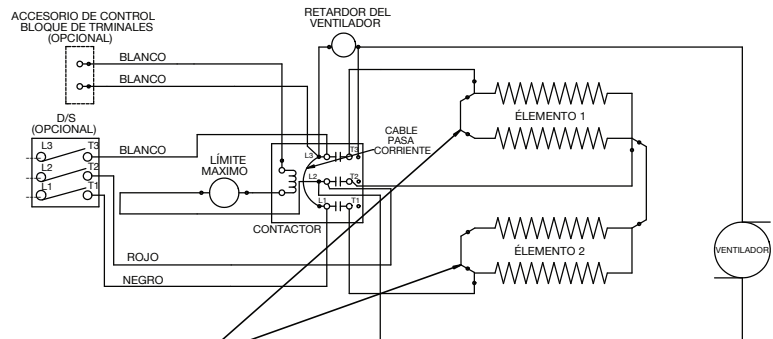 ACCESORIO DE CONTROL
BLOQUE DE TRMINALES
(OPCIONAL)
RETARDOR DEL
VENTILADOR
BLANCO
BLANCO
D/S
(OPCIONAL)
L3 T3
L2 T2
L1 T1
BLANCO
LÍMITE
MAXIMO
L3 T3
L2 T2
L1 T1
CABLE
PASA
CORRIENTE
CONTACTOR
ÉLEMENTO 1
ÉLEMENTO 2
VENTILADOR
ROJO
NEGRO